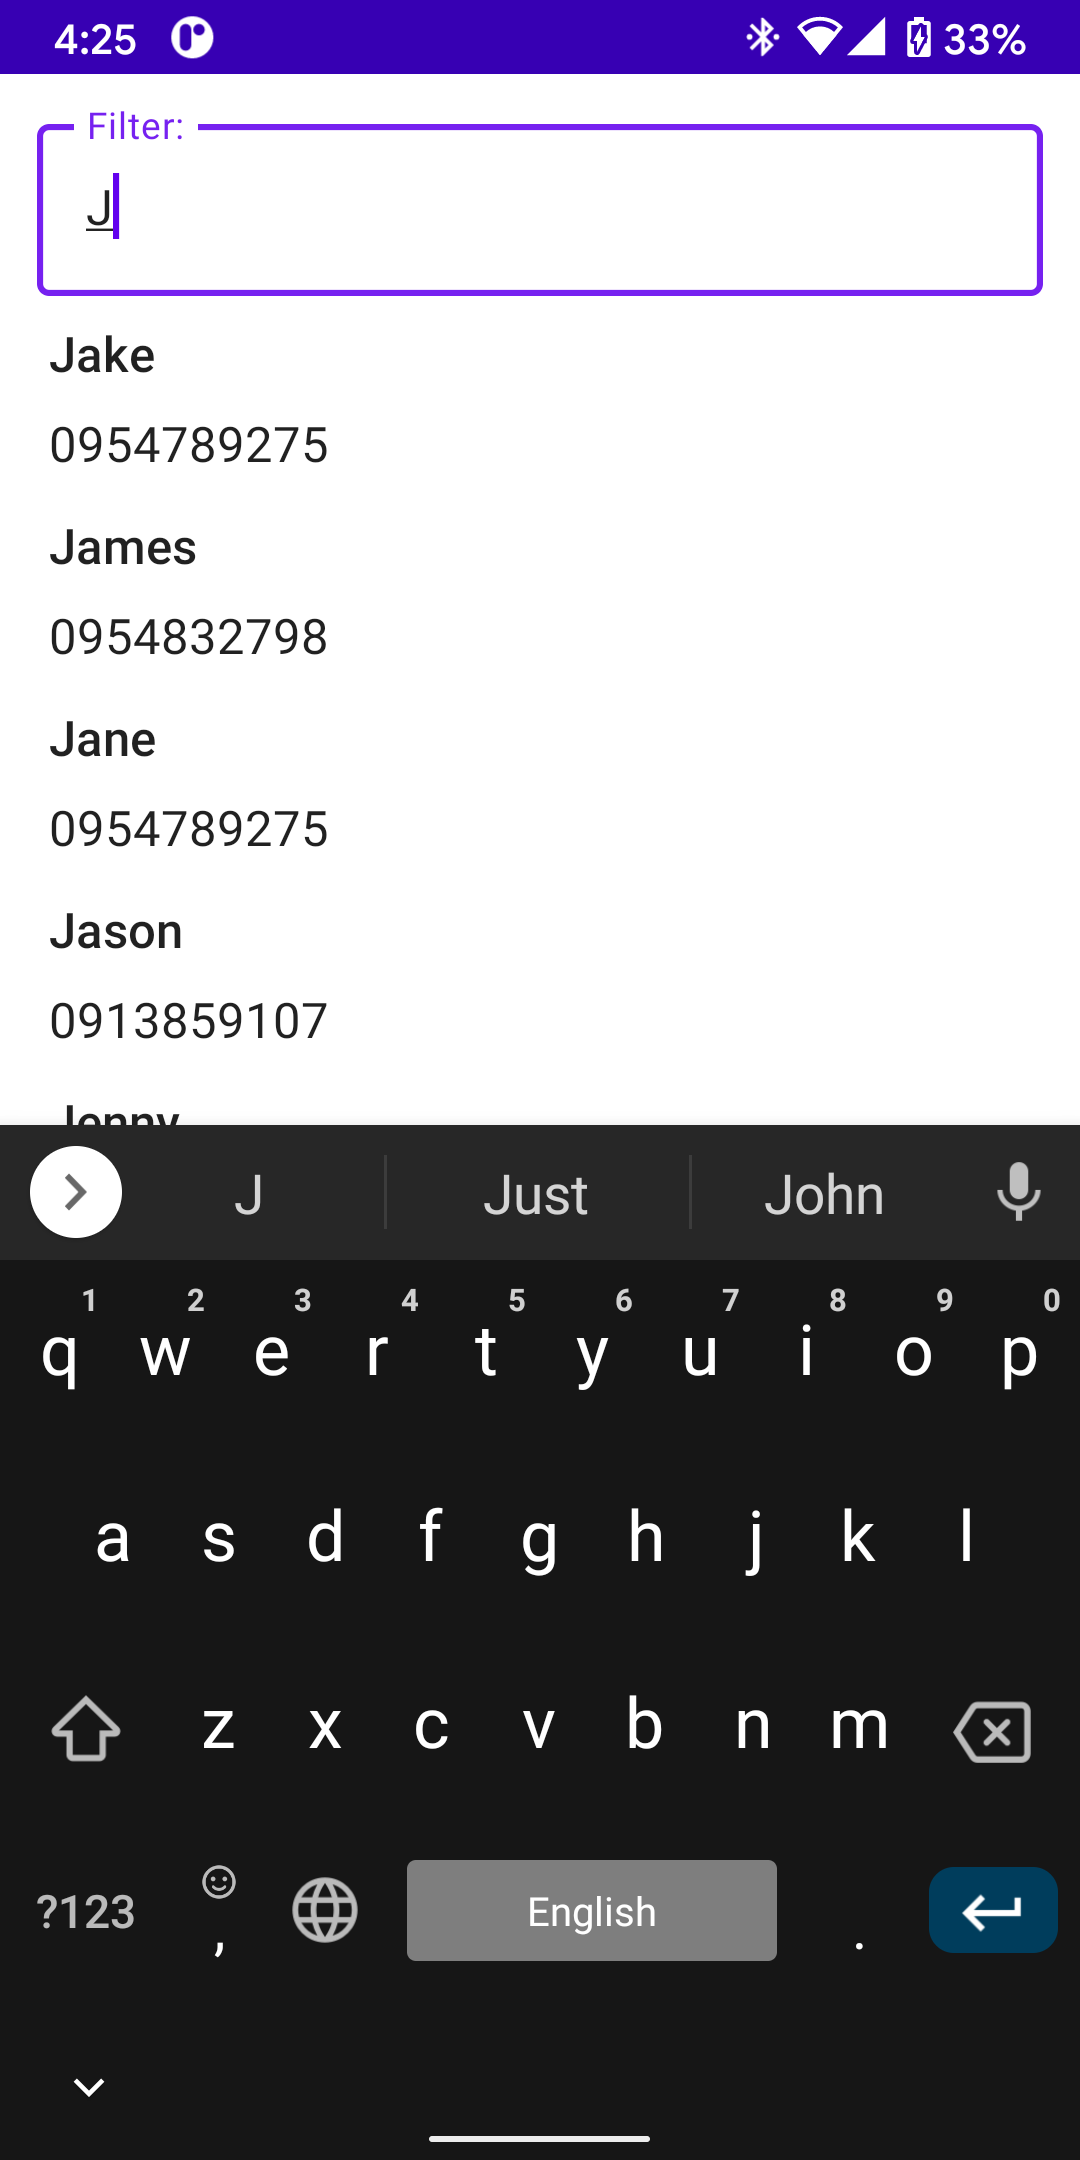 4:25 33%
Filter:
J
Jake
0954789275
James
0954832798
Jane
0954789275
Jason
0913859107
Jenny
J Just John
1 2 3 4 5 6 7 8 9 0
q w e r t y u i o p
a s d f g h j k l
z x c v b n m
?123 , English .